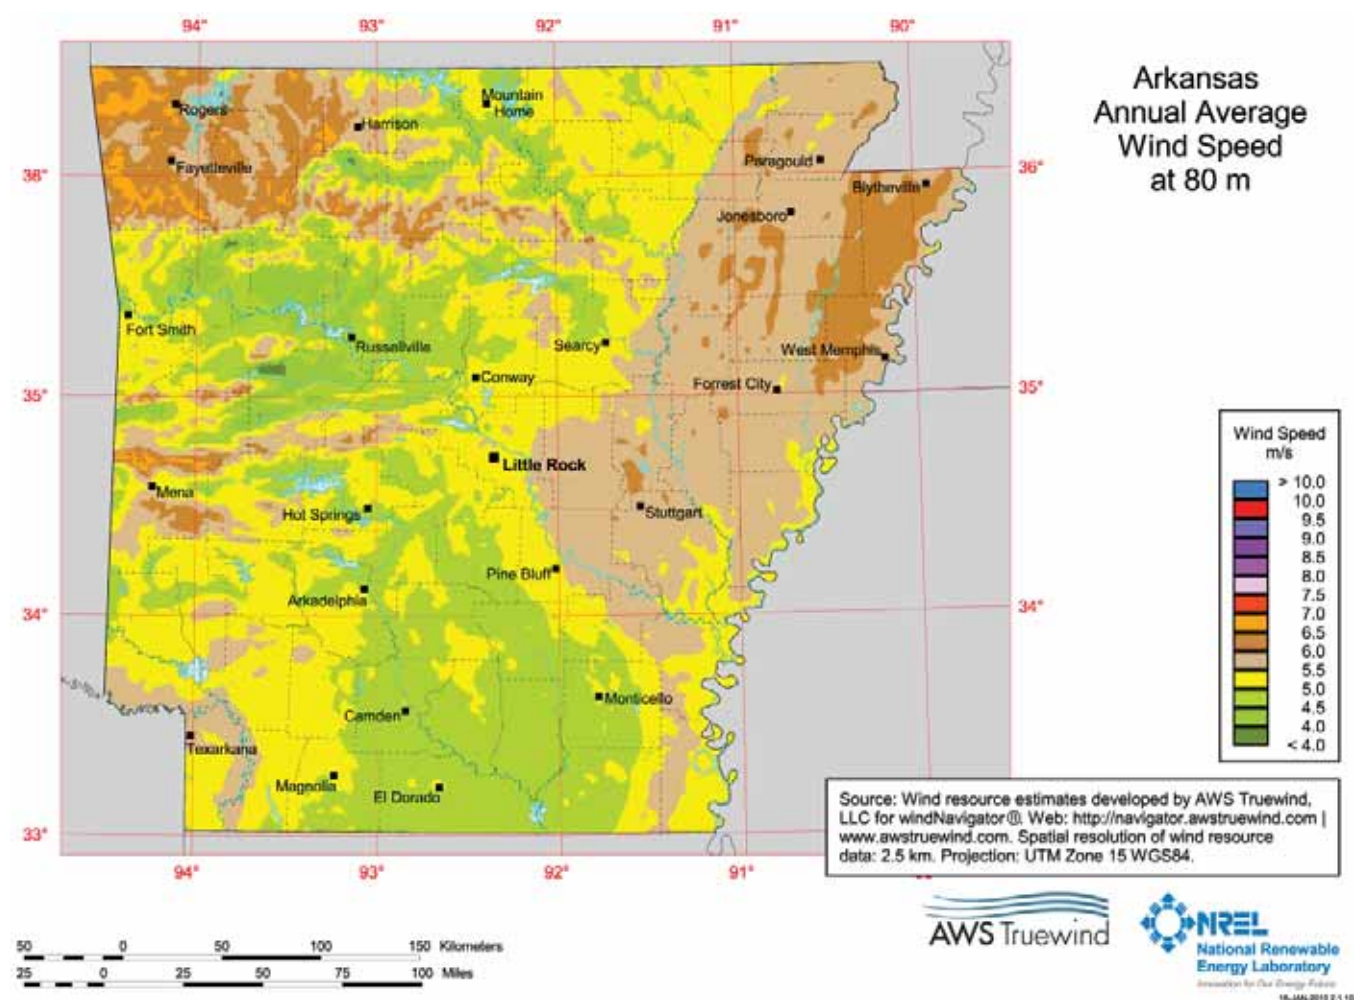 94° 93° 92° 91° 90°
Arkansas
Annual Average
Wind Speed
at 80 m
Rogers
Mountain
Home
Harrison
Fayetteville
Paragould
36° 36°
Blytheville
Jonesboro
Fort Smith
Russellville
Searcy
West Memphis
Conway
Forrest City
35° 35°
Little Rock
Mena
Hot Springs
Stuttgart
Pine Bluff
Arkadelphia
34° 34°
Monticello
Camden
Texarkana
Magnolia
El Dorado
33°
94° 93° 92° 91°
Wind Speed
m/s
> 10.0
10.0
9.5
9.0
8.5
8.0
7.5
7.0
6.5
6.0
5.5
5.0
4.5
4.0
< 4.0
Source: Wind resource estimates developed by AWS Truewind,
LLC for windNavigator®. Web: http://navigator.awstruewind.com |
www.awstruewind.com. Spatial resolution of wind resource
data: 2.5 km. Projection: UTM Zone 15 WGS84.
AWS Truewind
NREL
National Renewable
Energy Laboratory
Innovation for Our Energy Future
50 0 50 100 150 Kilometers
25 0 25 50 75 100 Miles